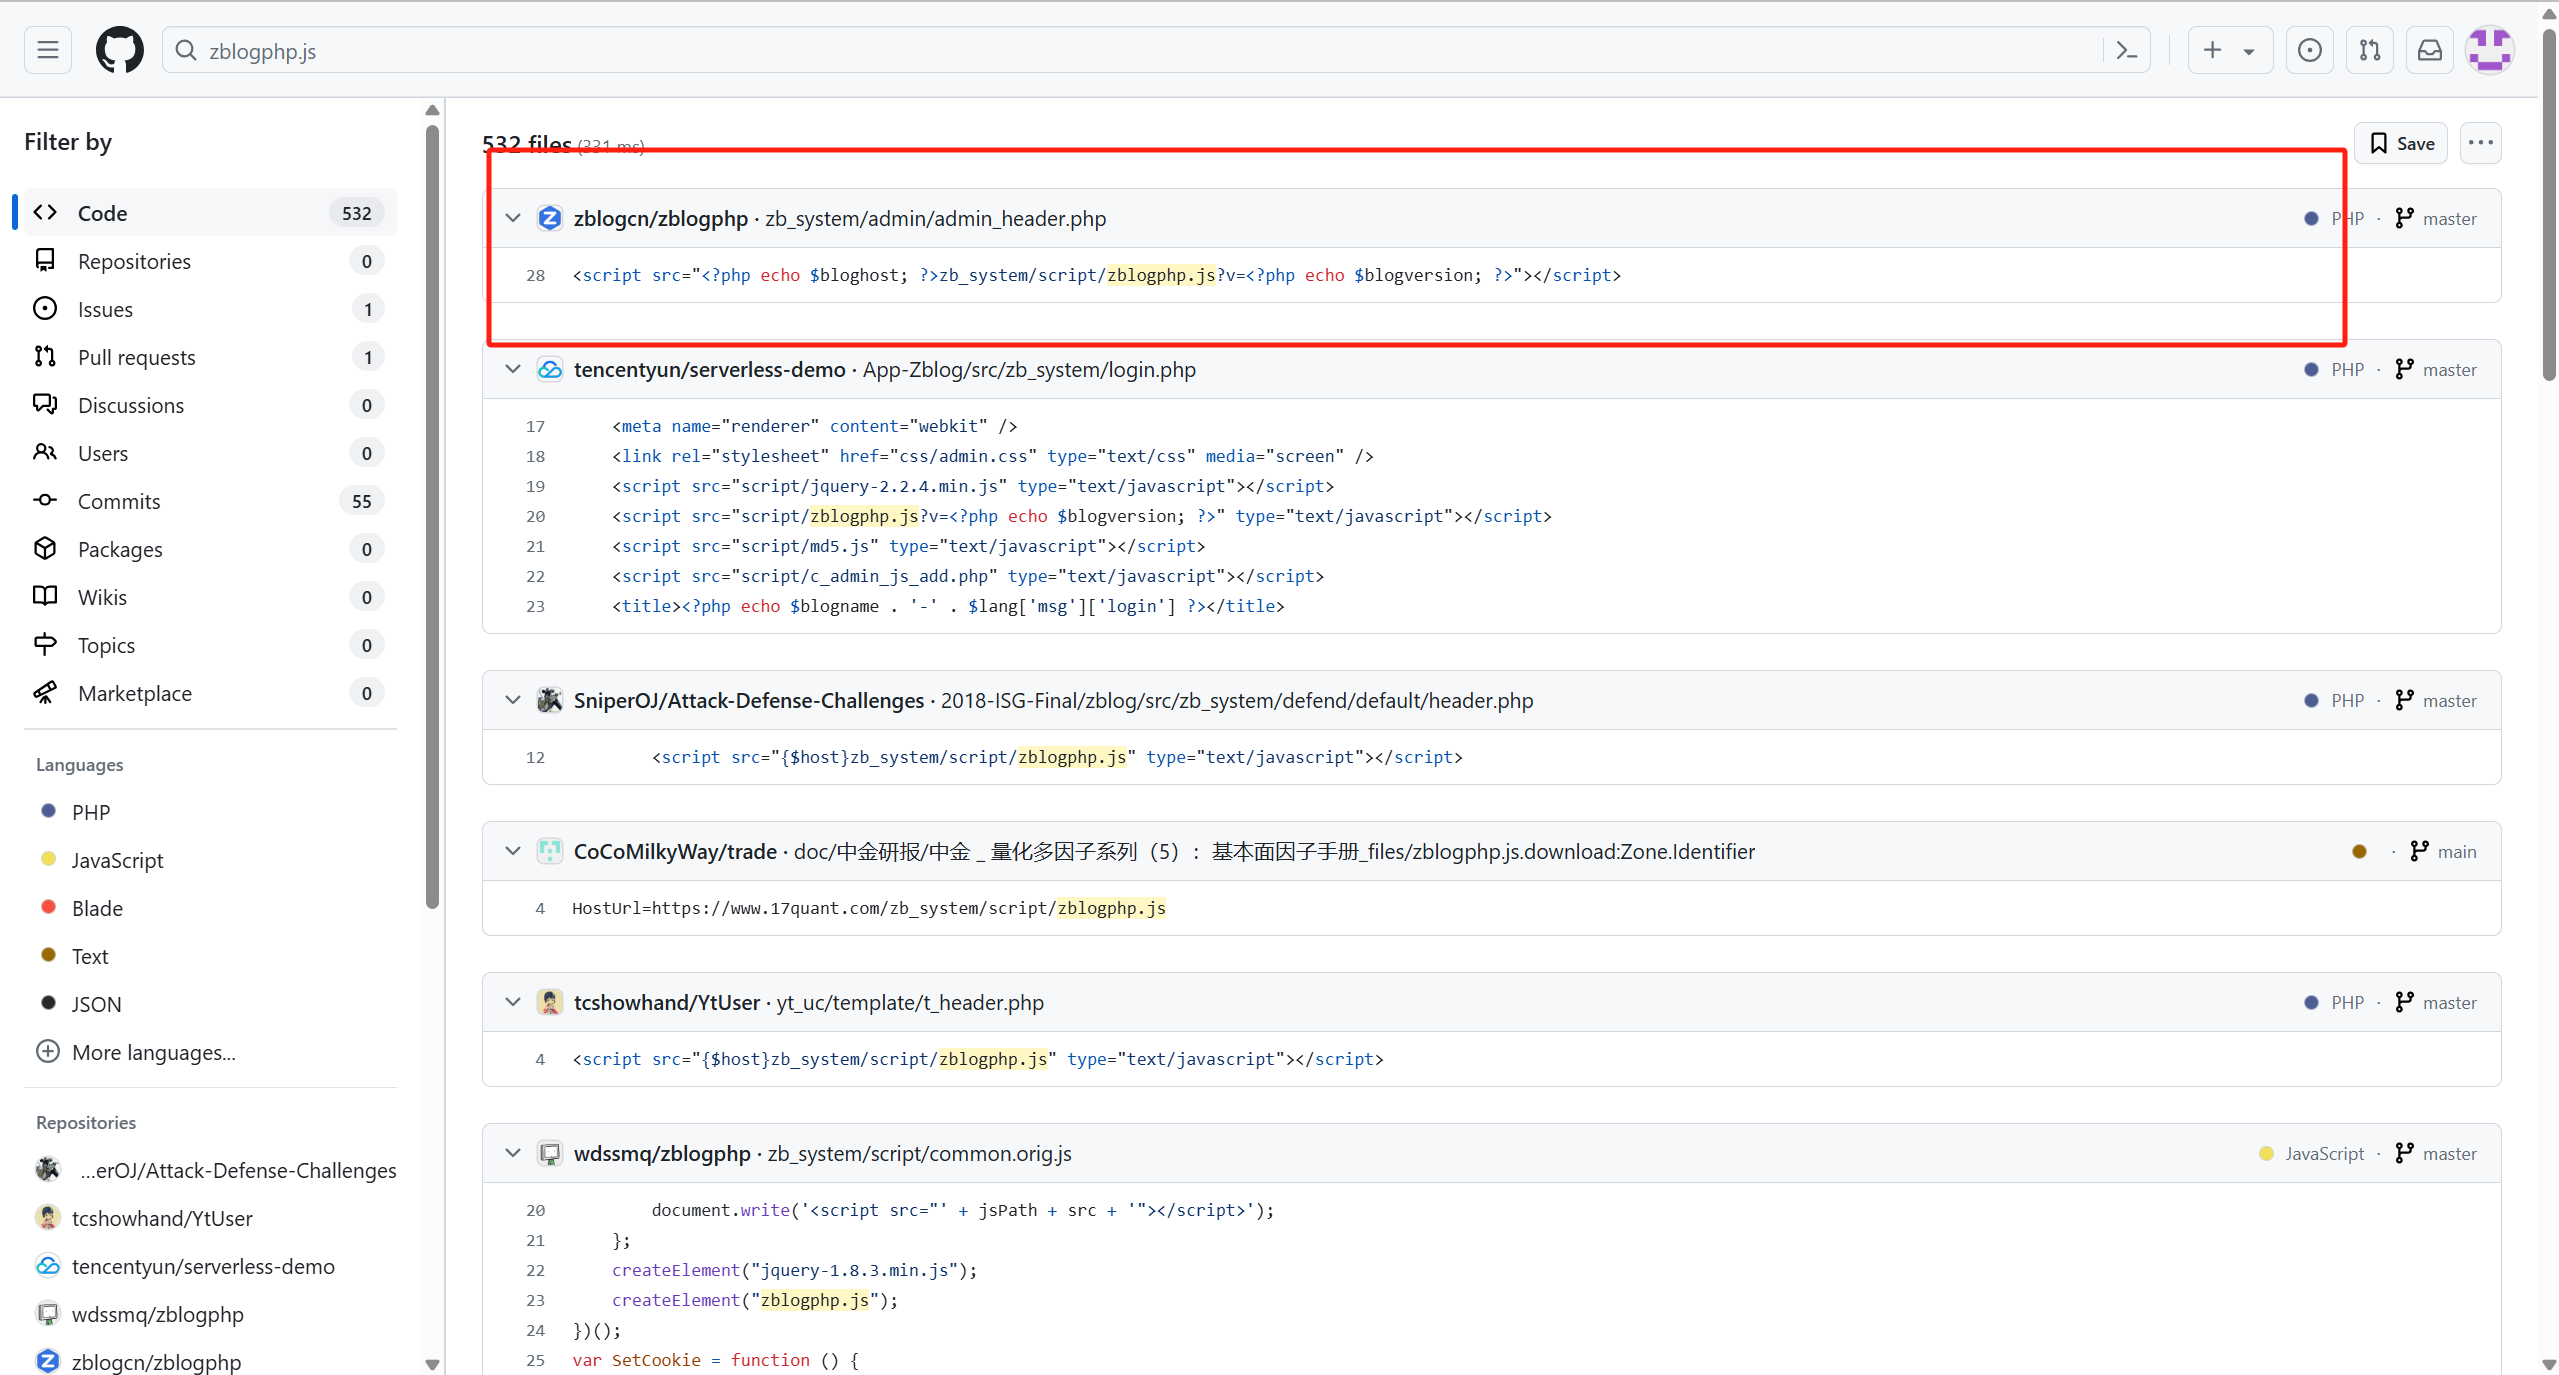 zblogphp.js
Filter by
Code 532
Repositories 0
Issues 1
Pull requests 1
Discussions 0
Users 0
Commits 55
Packages 0
Wikis 0
Topics 0
Marketplace 0
Languages
PHP
JavaScript
Blade
Text
JSON
More languages...
Repositories
...erOJ/Attack-Defense-Challenges
tcshowhand/YtUser
tencentyun/serverless-demo
wdssmq/zblogphp
zblogcn/zblogphp
532 files (331 ms)
Save
zblogcn/zblogphp · zb_system/admin/admin_header.php PHP · master
28 <script src="<?php echo $bloghost; ?>zb_system/script/zblogphp.js?v=<?php echo $blogversion; ?>"></script>
tencentyun/serverless-demo · App-Zblog/src/zb_system/login.php PHP · master
17 <meta name="renderer" content="webkit" />
18 <link rel="stylesheet" href="css/admin.css" type="text/css" media="screen" />
19 <script src="script/jquery-2.2.4.min.js" type="text/javascript"></script>
20 <script src="script/zblogphp.js?v=<?php echo $blogversion; ?>" type="text/javascript"></script>
21 <script src="script/md5.js" type="text/javascript"></script>
22 <script src="script/c_admin_js_add.php" type="text/javascript"></script>
23 <title><?php echo $blogname . '-' . $lang['msg']['login'] ?></title>
SniperOJ/Attack-Defense-Challenges · 2018-ISG-Final/zblog/src/zb_system/defend/default/header.php PHP · master
12 <script src="{$host}zb_system/script/zblogphp.js" type="text/javascript"></script>
CoCoMilkyWay/trade · doc/中金研报/中金 _ 量化多因子系列（5）：基本面因子手册_files/zblogphp.js.download:Zone.Identifier · main
4 HostUrl=https://www.17quant.com/zb_system/script/zblogphp.js
tcshowhand/YtUser · yt_uc/template/t_header.php PHP · master
4 <script src="{$host}zb_system/script/zblogphp.js" type="text/javascript"></script>
wdssmq/zblogphp · zb_system/script/common.orig.js JavaScript · master
20 document.write('<script src="' + jsPath + src + '"></script>');
21 };
22 createElement("jquery-1.8.3.min.js");
23 createElement("zblogphp.js");
24 })();
25 var SetCookie = function () {